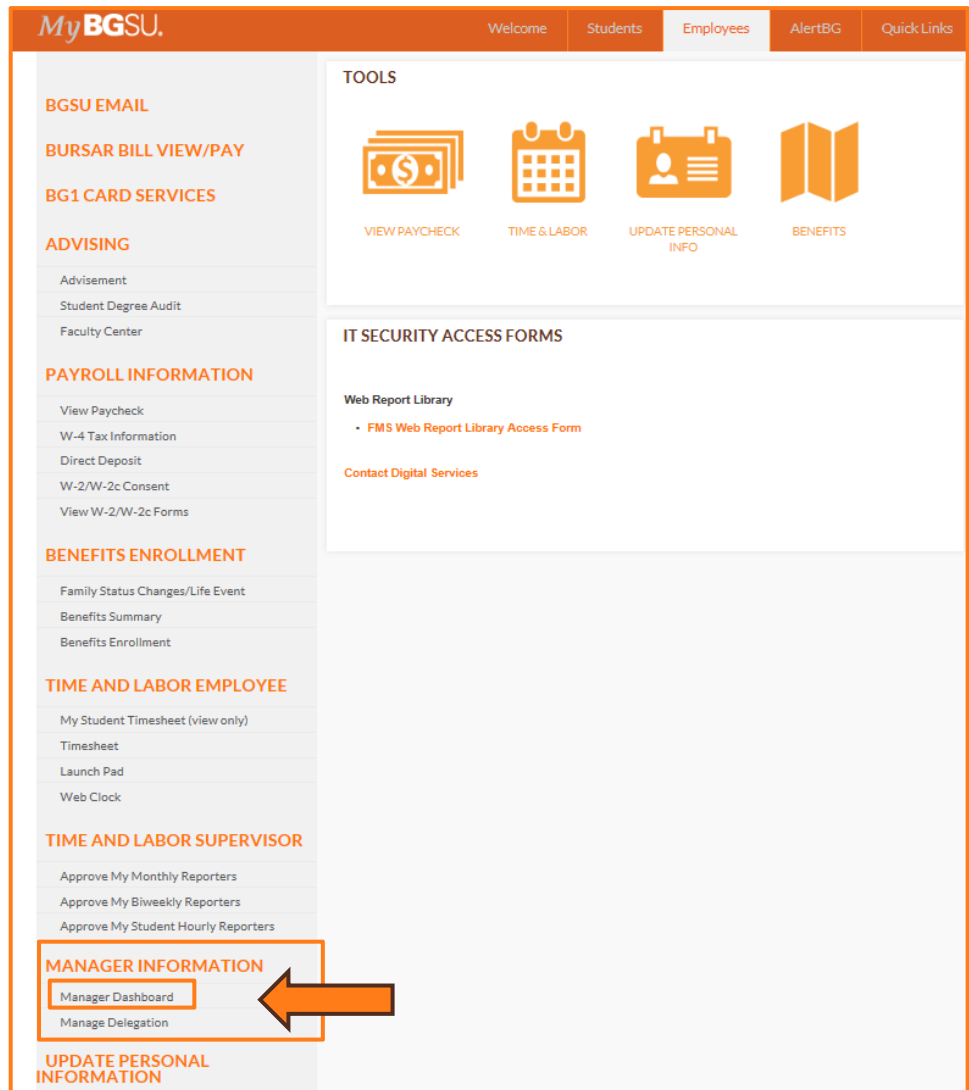 My BGSU.
Welcome
Students
Employees
AlertBG
Quick Links
BGSU EMAIL
BURSAR BILL VIEW/PAY
BG1 CARD SERVICES
ADVISING
Advisement
Student Degree Audit
Faculty Center
PAYROLL INFORMATION
View Paycheck
W-4 Tax Information
Direct Deposit
W-2/W-2c Consent
View W-2/W-2c Forms
BENEFITS ENROLLMENT
Family Status Changes/Life Event
Benefits Summary
Benefits Enrollment
TIME AND LABOR EMPLOYEE
My Student Timesheet (view only)
Timesheet
Launch Pad
Web Clock
TIME AND LABOR SUPERVISOR
Approve My Monthly Reporters
Approve My Biweekly Reporters
Approve My Student Hourly Reporters
MANAGER INFORMATION
Manager Dashboard
Manage Delegation
UPDATE PERSONAL
INFORMATION
TOOLS
$
VIEW PAYCHECK
TIME & LABOR
UPDATE PERSONAL
INFO
BENEFITS
IT SECURITY ACCESS FORMS
Web Report Library
• FMS Web Report Library Access Form
Contact Digital Services